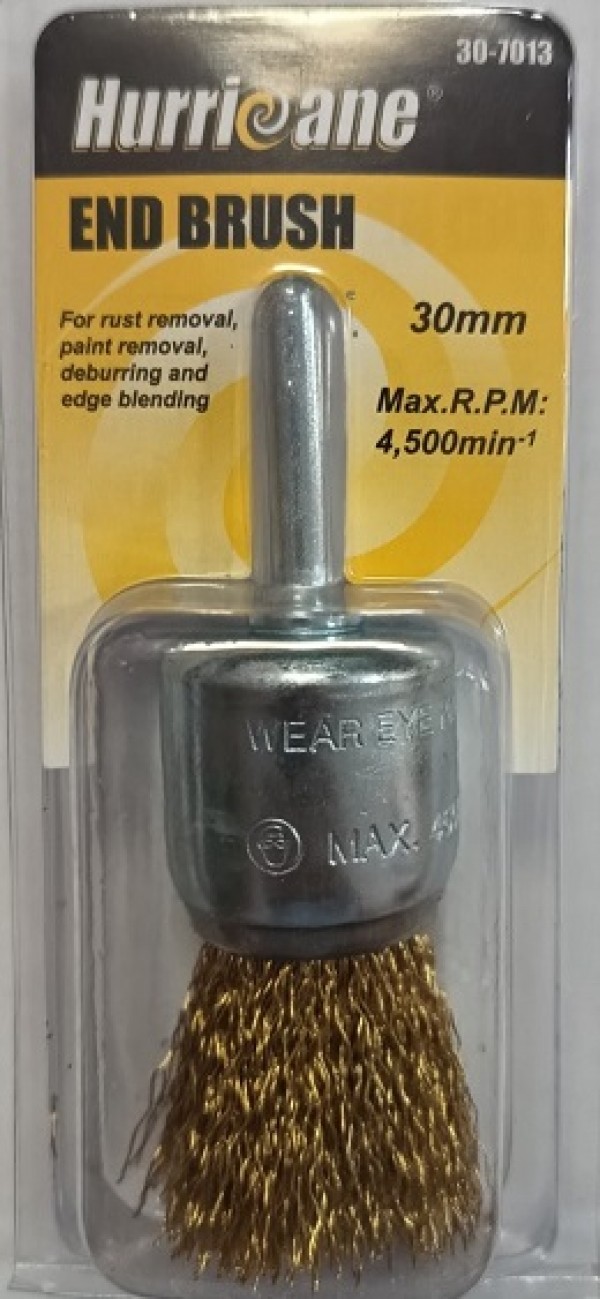 30-7013
Hurricane®
END BRUSH
For rust removal,
paint removal,
deburring and
edge blending
30mm
Max.R.P.M:
4,500min-1
WEAR EYE
MAX. 45